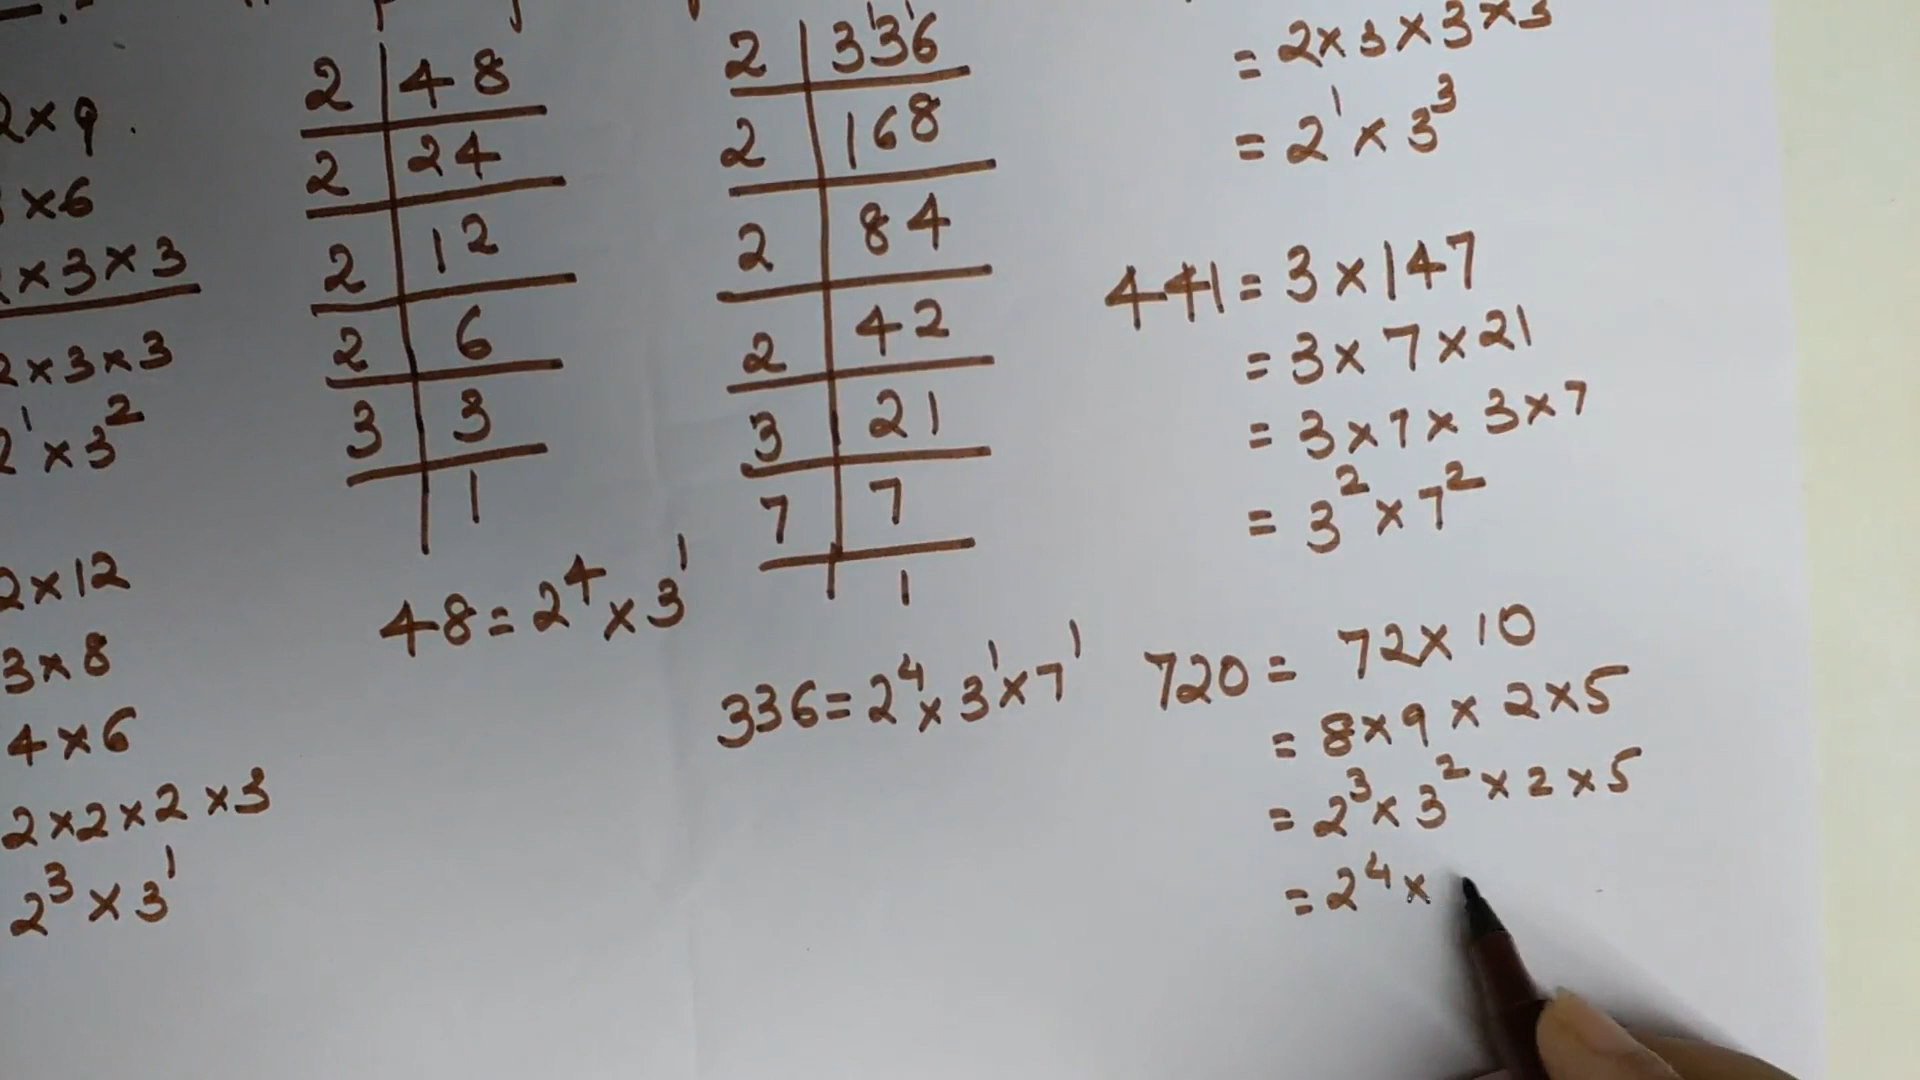 2×9.
×6
×3×3
2×3×3
2¹×3²
2×12
3×8
4×6
2×2×2×3
2³×3¹
2 | 48
2 | 24
2 | 12
2 | 6
3 | 3
1
48=2⁴×3¹
2 | 336
2 | 168
2 | 84
2 | 42
3 | 21
7 | 7
1
336=2⁴×3¹×7¹
=2×3×3×3
=2¹×3³
441=3×147
=3×7×21
=3×7×3×7
=3²×7²
720=72×10
=8×9×2×5
=2³×3²×2×5
=2⁴×